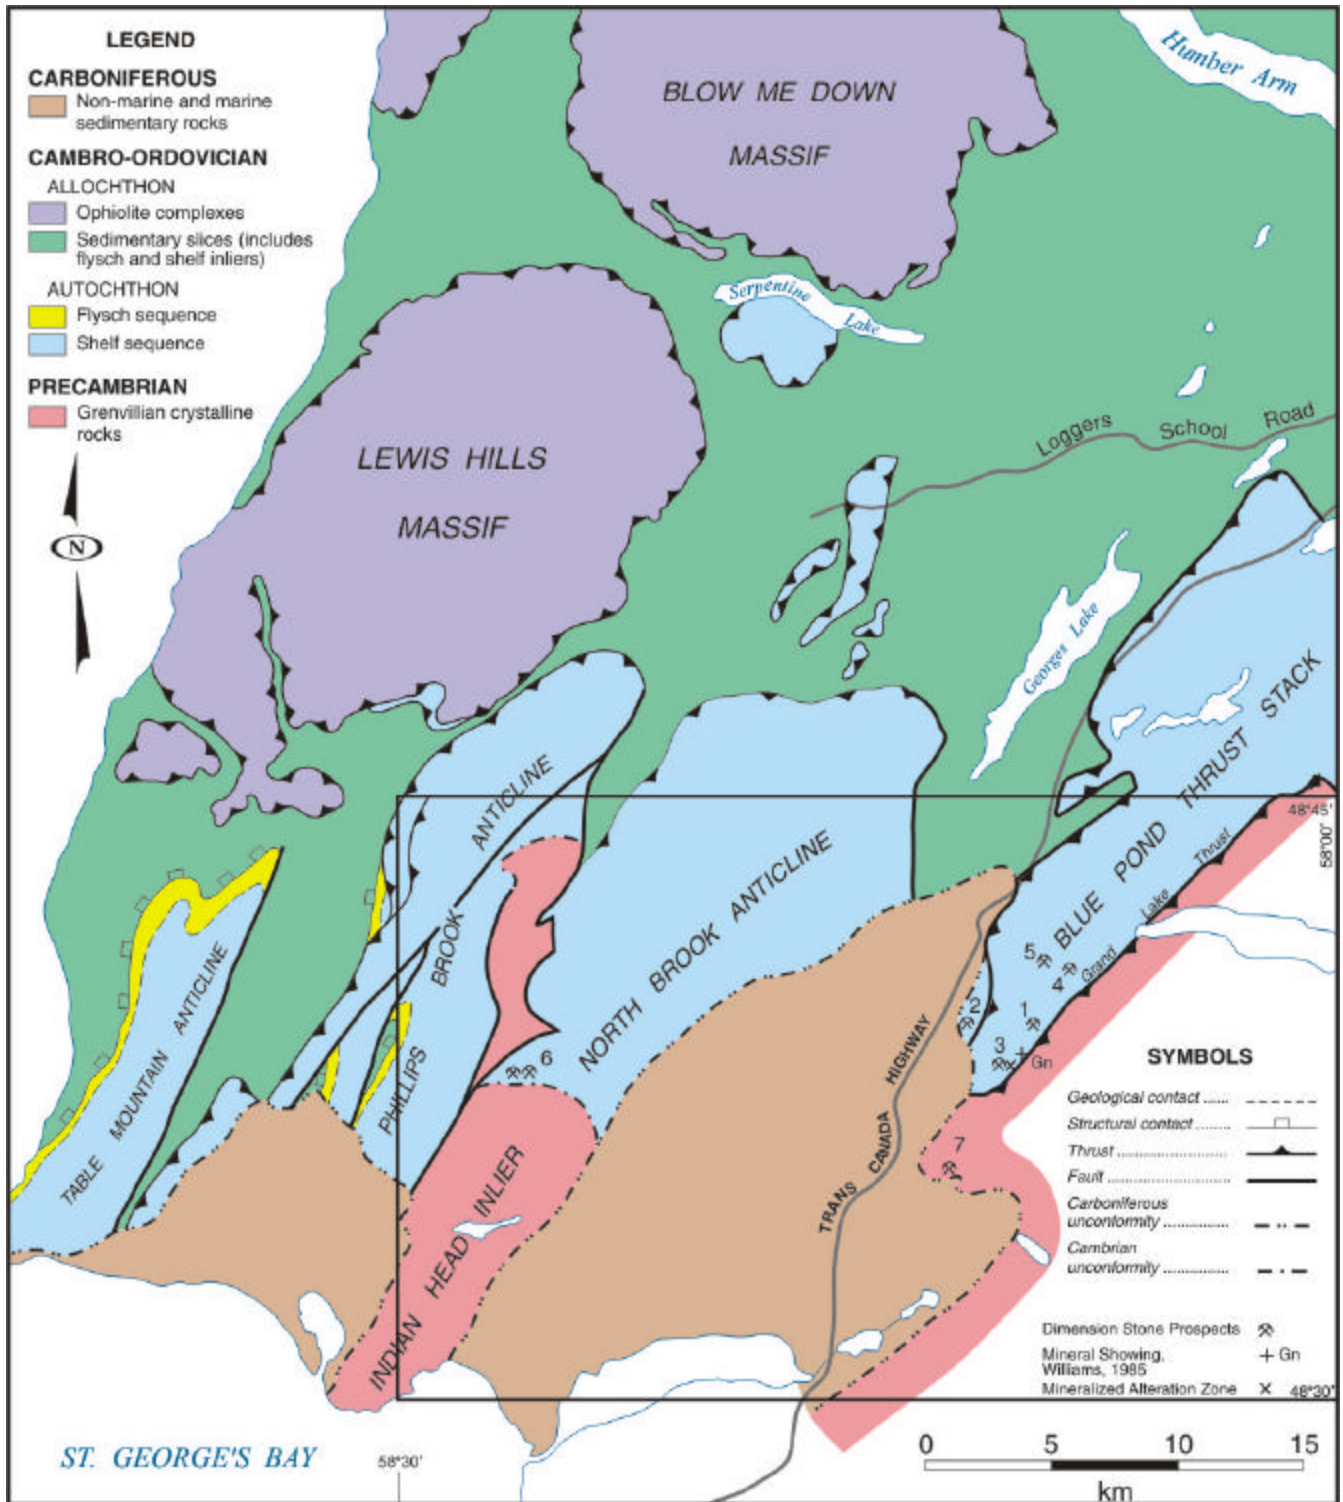 LEGEND
CARBONIFEROUS
Non-marine and marine
sedimentary rocks
CAMBRO-ORDOVICIAN
ALLOCHTHON
Ophiolite complexes
Sedimentary slices (includes
flysch and shelf inliers)
AUTOCHTHON
Flysch sequence
Shelf sequence
PRECAMBRIAN
Grenvillian crystalline
rocks
N
BLOW ME DOWN
MASSIF
Humber Arm
Serpentine
Lake
LEWIS HILLS
MASSIF
Loggers School Road
Georges Lake
BLUE POND THRUST STACK
Grand Lake Thrust
48°45'
58°00'
PHILLIPS BROOK ANTICLINE
NORTH BROOK ANTICLINE
TABLE MOUNTAIN ANTICLINE
INDIAN HEAD INLIER
TRANS CANADA HIGHWAY
5
4
2
1
3
Gn
6
7
SYMBOLS
Geological contact ......
Structural contact ........
Thrust ......................
Fault .........................
Carboniferous
unconformity ..............
Cambrian
unconformity ..............
Dimension Stone Prospects
Mineral Showing, + Gn
Williams, 1985
Mineralized Alteration Zone X
48°30'
ST. GEORGE'S BAY
58°30'
0 5 10 15
km